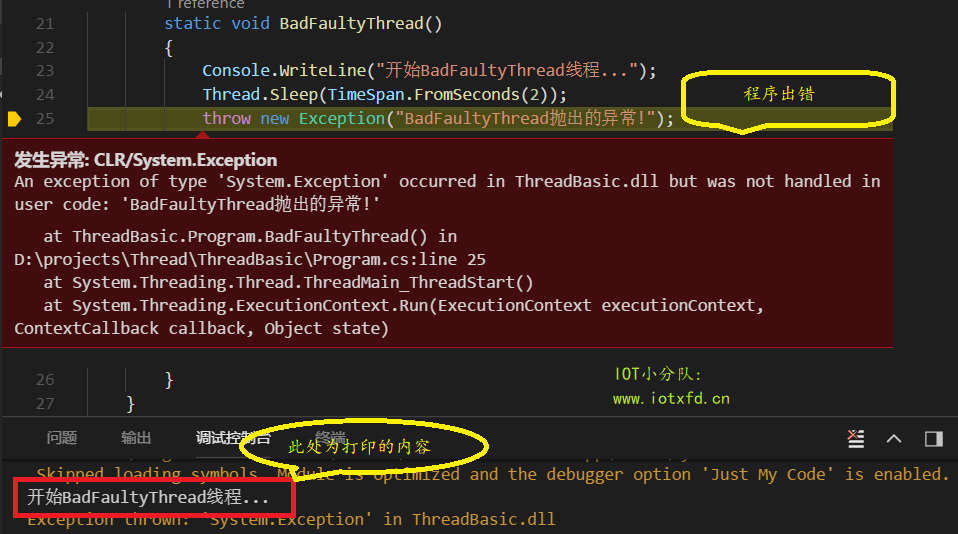 1 reference
21 static void BadFaultyThread()
22 {
23 Console.WriteLine("开始BadFaultyThread线程...");
24 Thread.Sleep(TimeSpan.FromSeconds(2));
程序出错
25 throw new Exception("BadFaultyThread抛出的异常!");
发生异常: CLR/System.Exception
An exception of type 'System.Exception' occurred in ThreadBasic.dll but was not handled in
user code: 'BadFaultyThread抛出的异常!'
at ThreadBasic.Program.BadFaultyThread() in
D:\projects\Thread\ThreadBasic\Program.cs:line 25
at System.Threading.Thread.ThreadMain_ThreadStart()
at System.Threading.ExecutionContext.Run(ExecutionContext executionContext,
ContextCallback callback, Object state)
26 }
IOT小分队:
www.iotxfd.cn
27 }
问题 输出 调试控制台 终端
此处为打印的内容
Skipped loading symbols. Module is optimized and the debugger option 'Just My Code' is enabled.
开始BadFaultyThread线程...
Exception thrown: 'System.Exception' in ThreadBasic.dll